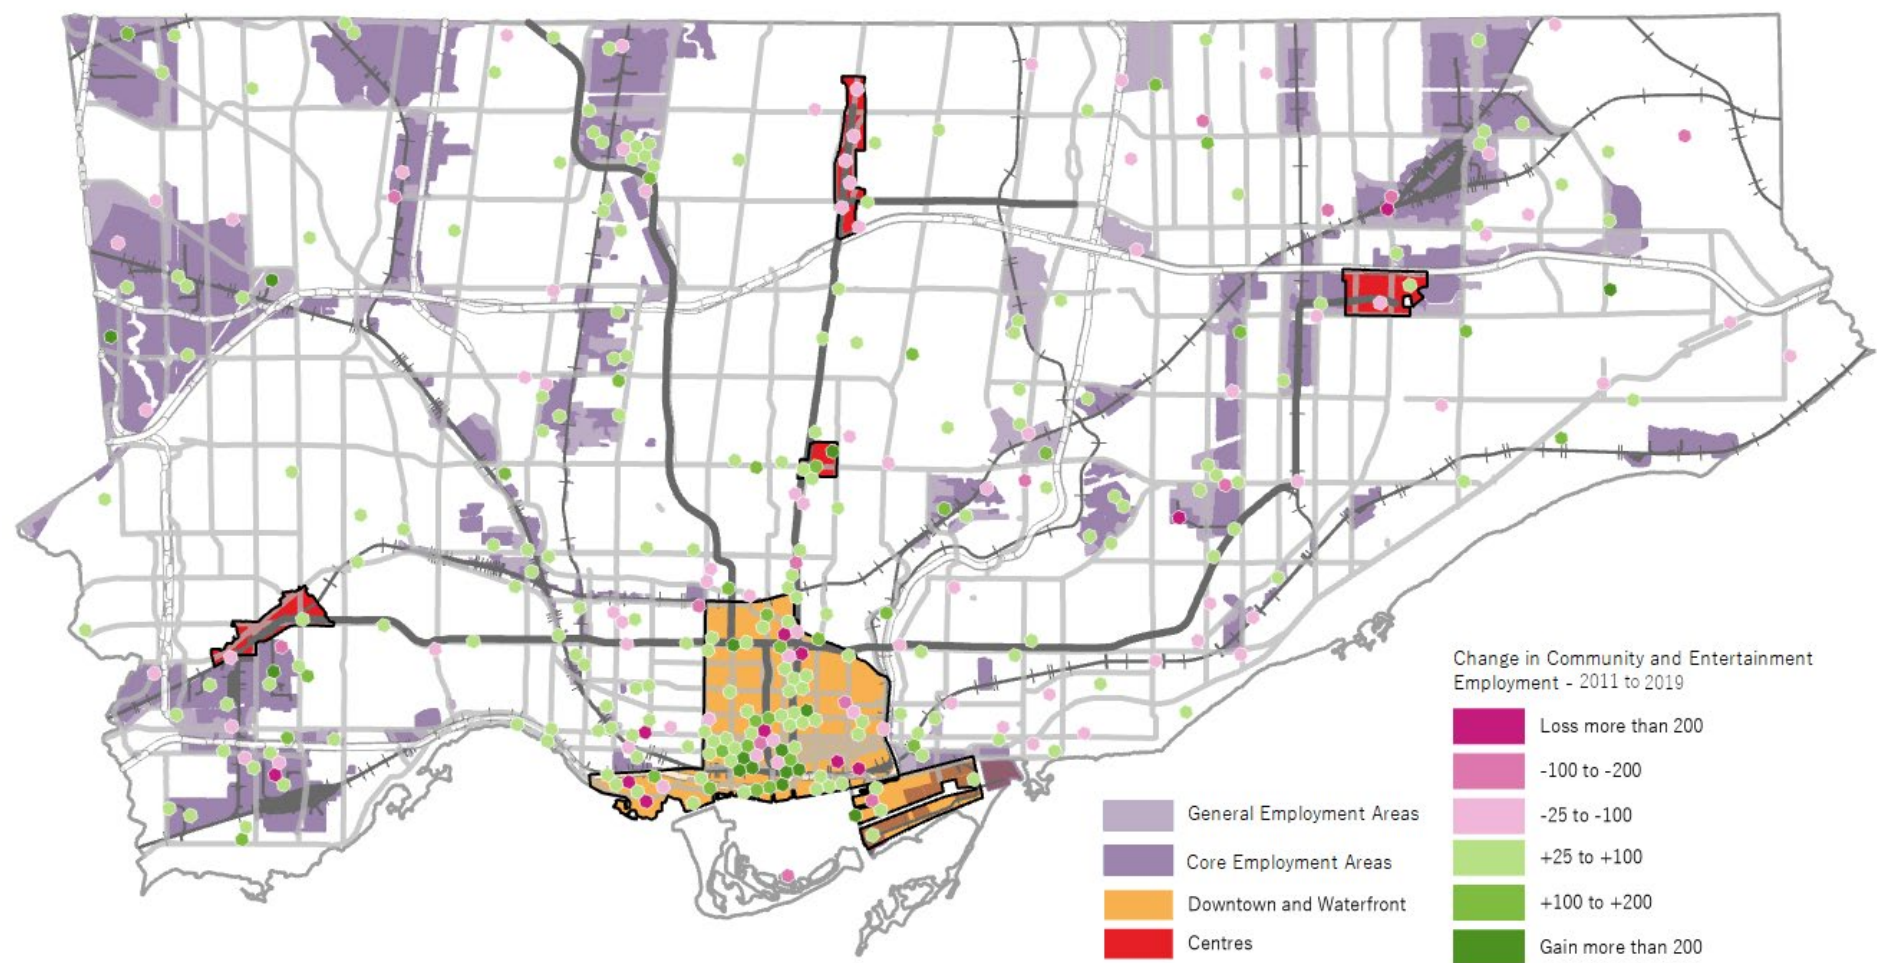 Change in Community and Entertainment
Employment - 2011 to 2019
Loss more than 200
-100 to -200
-25 to -100
+25 to +100
+100 to +200
Gain more than 200
General Employment Areas
Core Employment Areas
Downtown and Waterfront
Centres